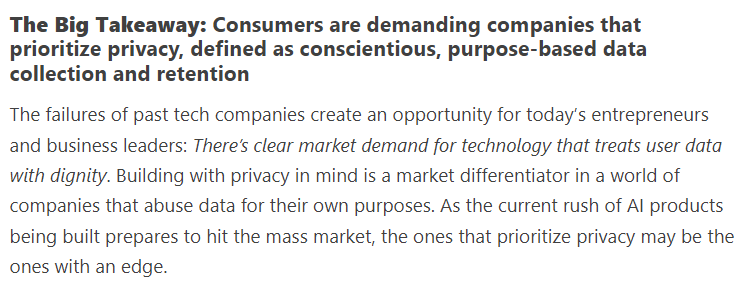 The Big Takeaway: Consumers are demanding companies that
prioritize privacy, defined as conscientious, purpose-based data
collection and retention
The failures of past tech companies create an opportunity for today's entrepreneurs
and business leaders: There's clear market demand for technology that treats user data
with dignity. Building with privacy in mind is a market differentiator in a world of
companies that abuse data for their own purposes. As the current rush of AI products
being built prepares to hit the mass market, the ones that prioritize privacy may be the
ones with an edge.